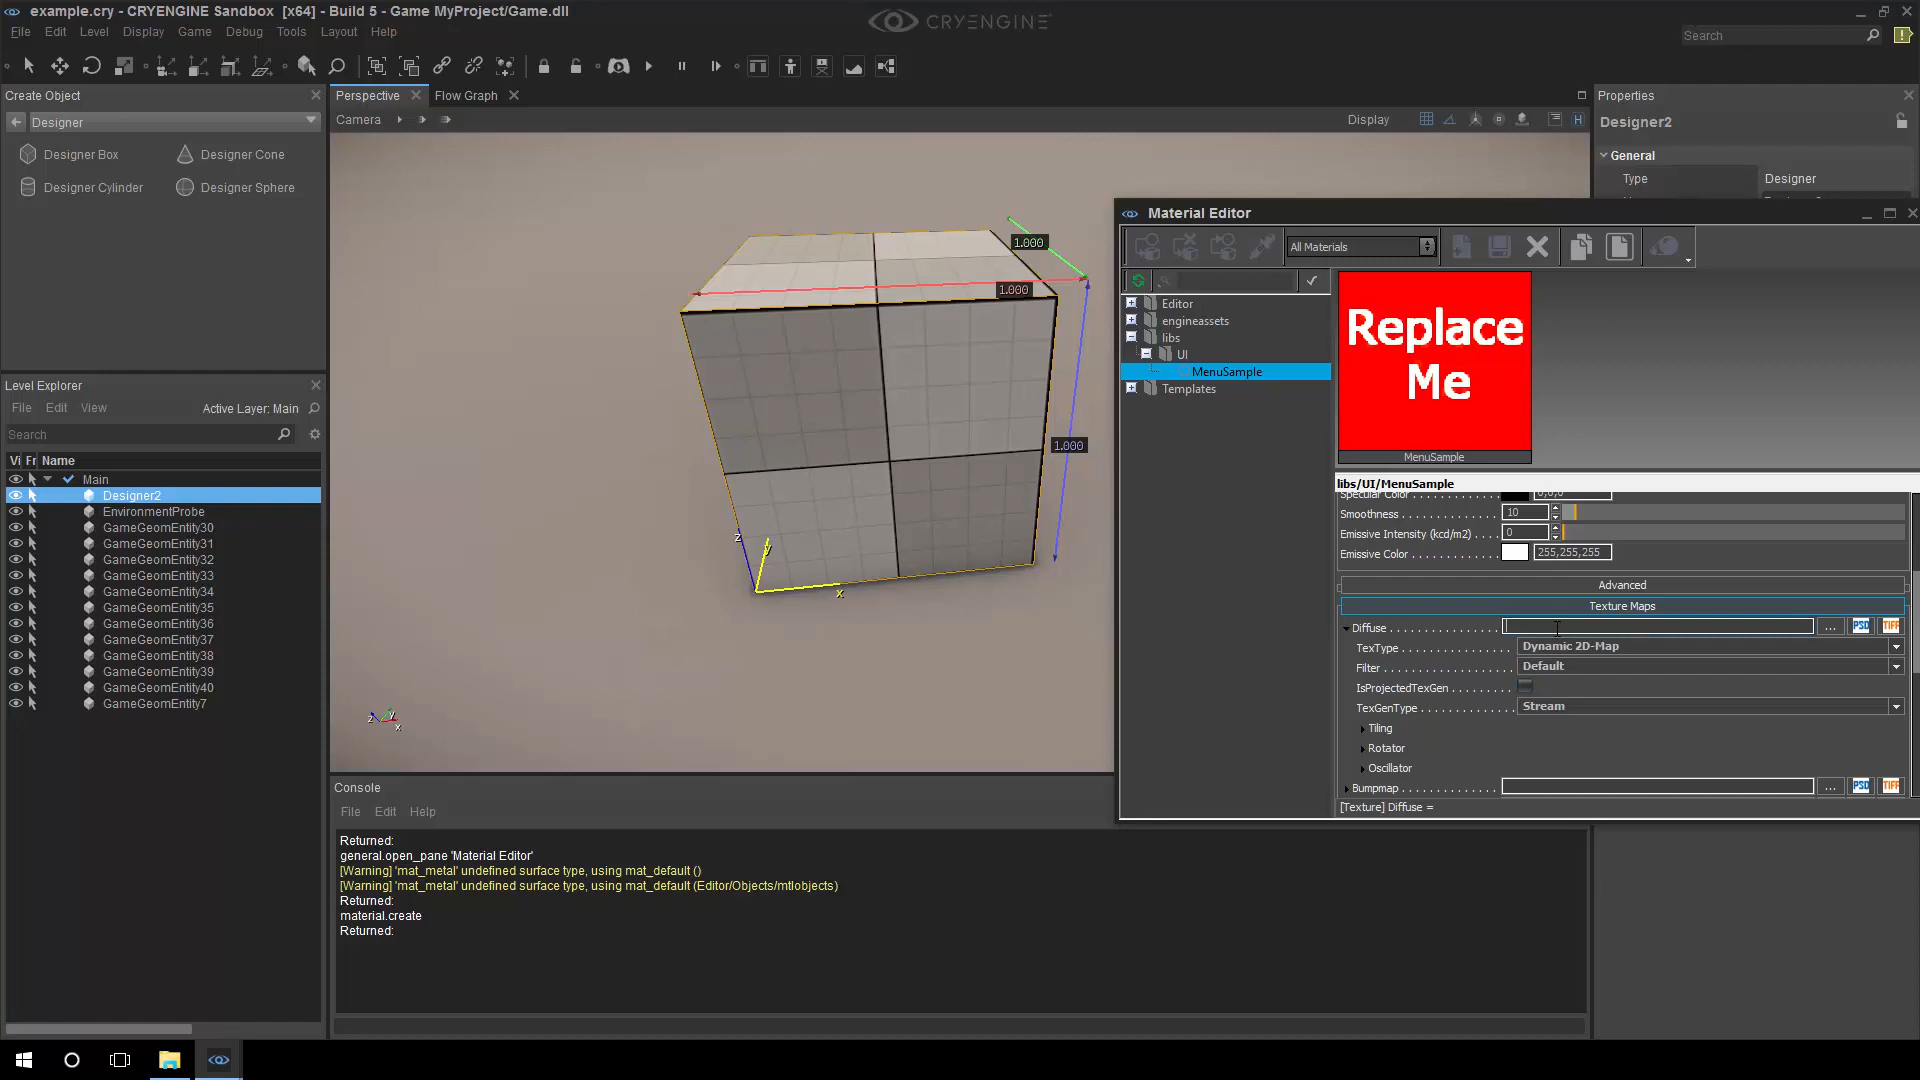 example.cry - CRYENGINE Sandbox [x64] - Build 5 - Game MyProject/Game.dll
CRYENGINE
File Edit Level Display Game Debug Tools Layout Help
Search
Create Object
Designer
Designer Box
Designer Cone
Designer Cylinder
Designer Sphere
Level Explorer
File Edit View
Active Layer: Main
Search
Vi Fr Name
Main
Designer2
EnvironmentProbe
GameGeomEntity30
GameGeomEntity31
GameGeomEntity32
GameGeomEntity33
GameGeomEntity34
GameGeomEntity35
GameGeomEntity36
GameGeomEntity37
GameGeomEntity38
GameGeomEntity39
GameGeomEntity40
GameGeomEntity7
Perspective
Flow Graph
Camera
Display
H
1.000
1.000
1.000
z
y
x
z
y
x
Console
File Edit Help
Returned:
general.open_pane 'Material Editor'
[Warning] 'mat_metal' undefined surface type, using mat_default ()
[Warning] 'mat_metal' undefined surface type, using mat_default (Editor/Objects/mtlobjects)
Returned:
material.create
Returned:
Properties
Designer2
General
Type
Designer
Material Editor
All Materials
Editor
engineassets
libs
UI
MenuSample
Templates
Replace
Me
MenuSample
libs/UI/MenuSample
Specular Color 0,0,0
Smoothness 10
Emissive Intensity (kcd/m2) 0
Emissive Color 255,255,255
Advanced
Texture Maps
Diffuse ... PSD TIFF
TexType Dynamic 2D-Map
Filter Default
IsProjectedTexGen
TexGenType Stream
Tiling
Rotator
Oscillator
Bumpmap ... PSD TIFF
[Texture] Diffuse =